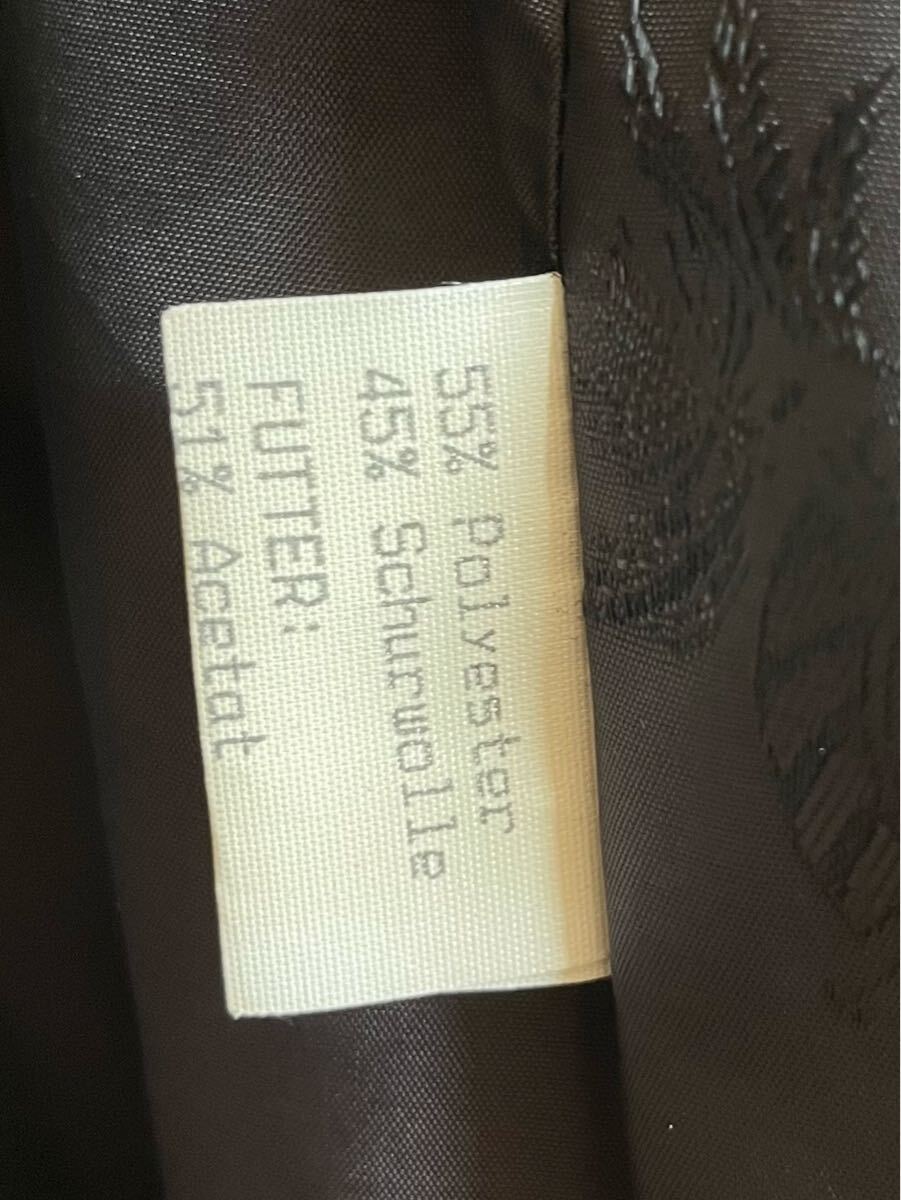 55% Polyester
45% Schurwolle
FUTTER:
51% Acetat